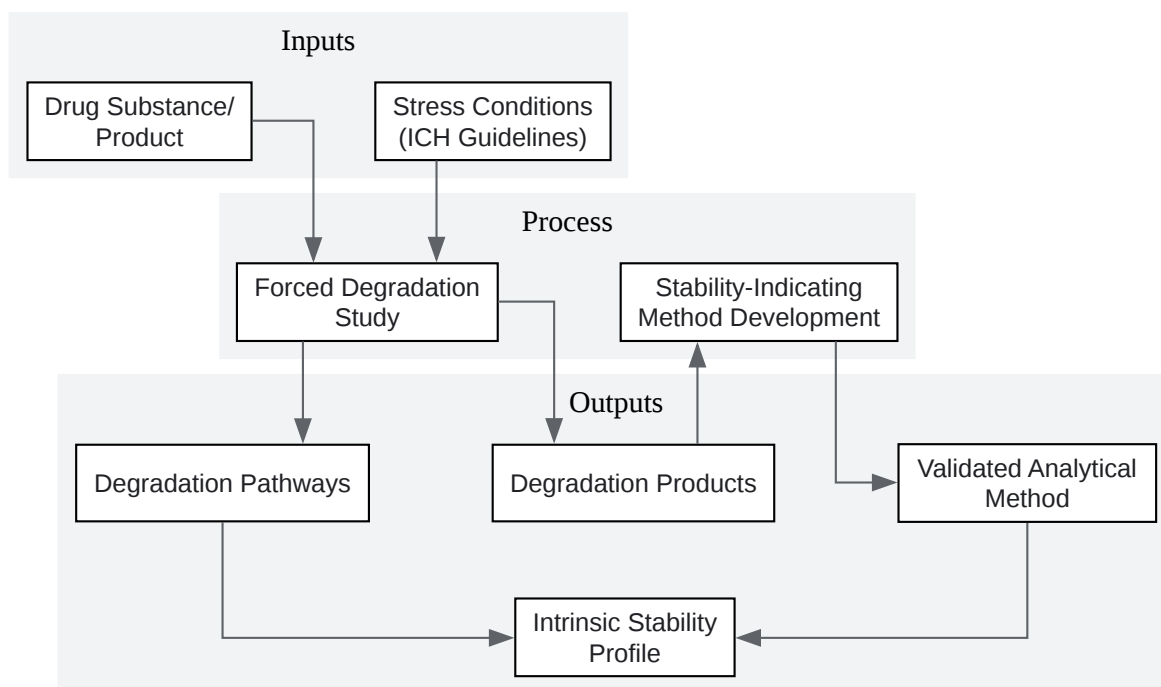 Inputs
Drug Substance/
Product
Stress Conditions
(ICH Guidelines)
Process
Forced Degradation
Study
Stability-Indicating
Method Development
Outputs
Degradation Pathways
Degradation Products
Validated Analytical
Method
Intrinsic Stability
Profile